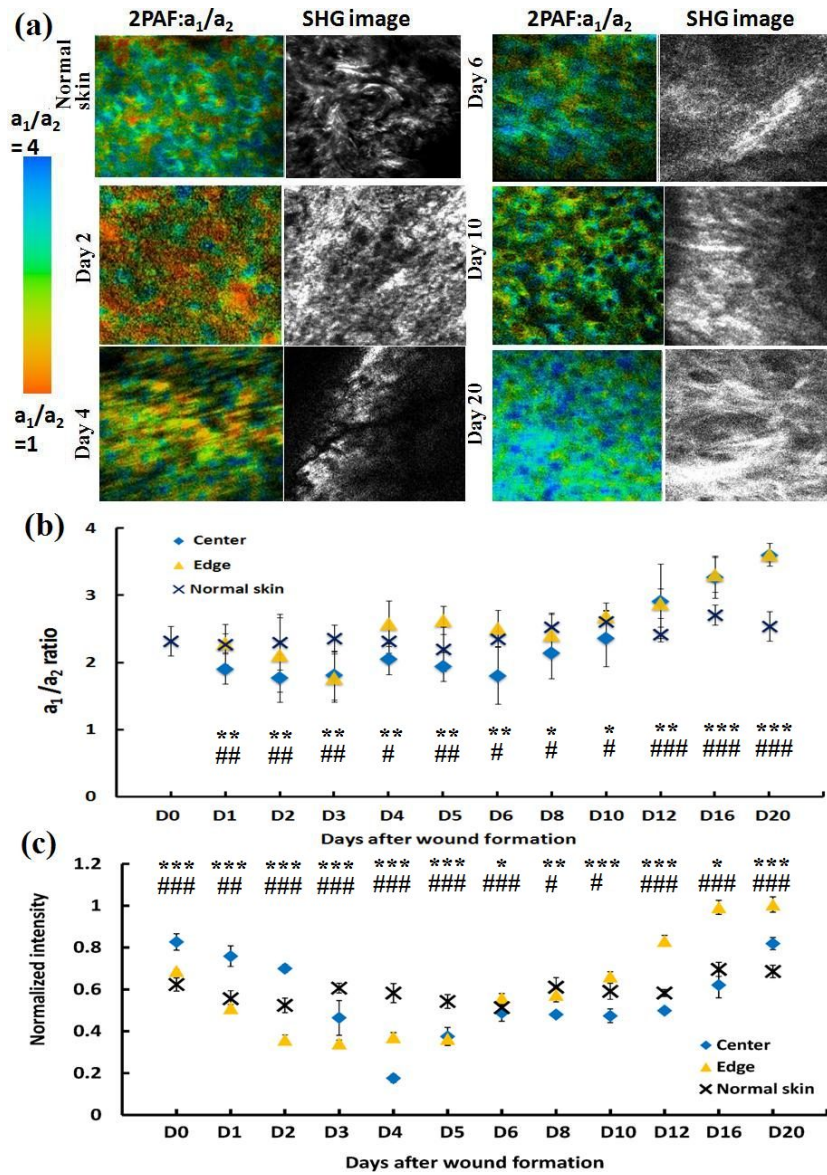 (a)
2PAF:a1/a2 SHG image 2PAF:a1/a2 SHG image
Normal skin
Day 6
a1/a2
= 4
Day 2
Day 10
a1/a2
=1
Day 4
Day 20
(b)
4
3
2
1
0
a1/a2 ratio
Center
Edge
Normal skin
** ** ** ** ** ** * * ** *** ***
## ## ## # ## # # # ### ### ###
D0 D1 D2 D3 D4 D5 D6 D8 D10 D12 D16 D20
Days after wound formation
(c)
1.2
1
0.8
0.6
0.4
0.2
0
Normalized intensity
*** *** *** *** *** *** * ** *** *** * ***
### ## ### ### ### ### ### # # ### ### ###
Center
Edge
Normal skin
D0 D1 D2 D3 D4 D5 D6 D8 D10 D12 D16 D20
Days after wound formation